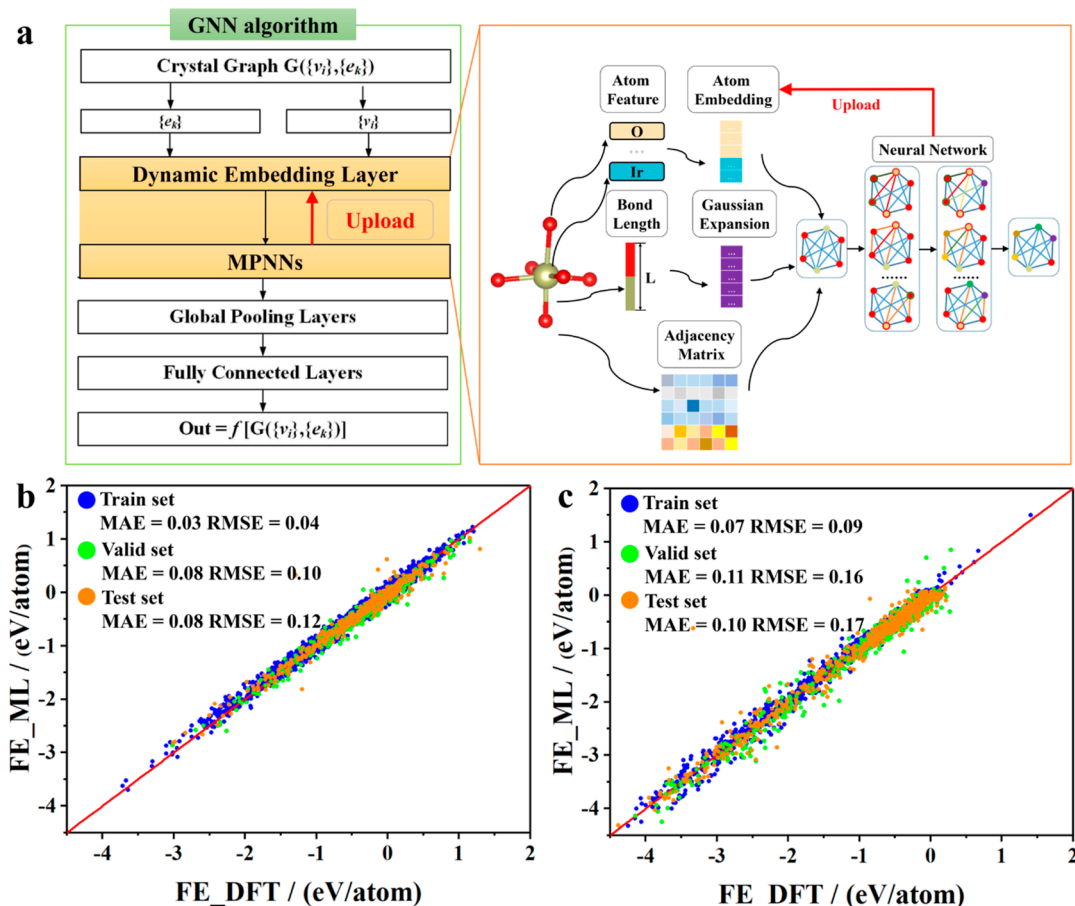 a
GNN algorithm
Crystal Graph G({vᵢ},{eₖ})
{eₖ}
{vᵢ}
Dynamic Embedding Layer
Upload
MPNNs
Global Pooling Layers
Fully Connected Layers
Out = f [G({vᵢ},{eₖ})]
Atom
Feature
O
...
Ir
Atom
Embedding
...
...
Upload
Neural Network
Bond
Length
L
Gaussian
Expansion
...
...
...
...
...
Adjacency
Matrix
......
......
b
Train set
MAE = 0.03 RMSE = 0.04
Valid set
MAE = 0.08 RMSE = 0.10
Test set
MAE = 0.08 RMSE = 0.12
2
1
0
-1
-2
-3
-4
FE_ML / (eV/atom)
-4
-3
-2
-1
0
1
2
FE_DFT / (eV/atom)
c
Train set
MAE = 0.07 RMSE = 0.09
Valid set
MAE = 0.11 RMSE = 0.16
Test set
MAE = 0.10 RMSE = 0.17
2
1
0
-1
-2
-3
-4
FE_ML / (eV/atom)
-4
-3
-2
-1
0
1
2
FE_DFT / (eV/atom)